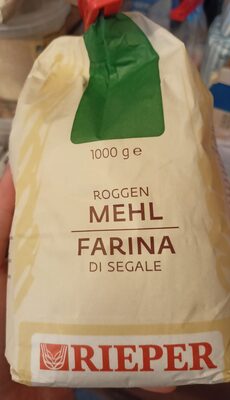 1000 g e
ROGGEN
MEHL
FARINA
DI SEGALE
RIEPER